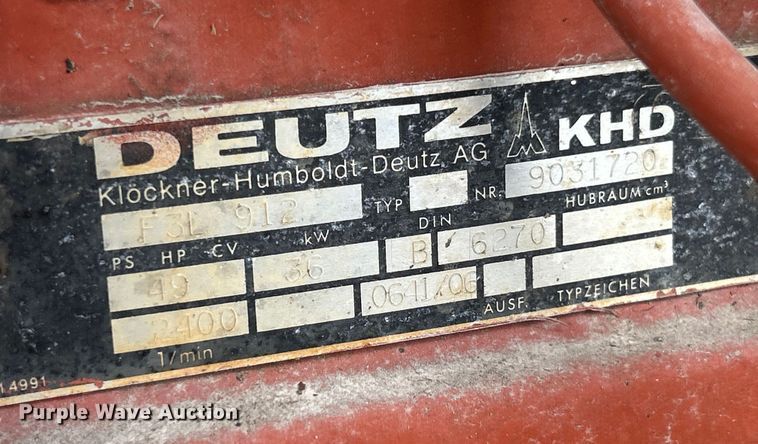 DEUTZ KHD
Klöckner-Humboldt-Deutz AG
F3L 912 TYP NR. 9031720
PS HP CV kW DIN HUBRAUM cm³
49 36 B 6270
2400 0641/06 AUSF. TYPZEICHEN
1/min
14991
Purple Wave Auction